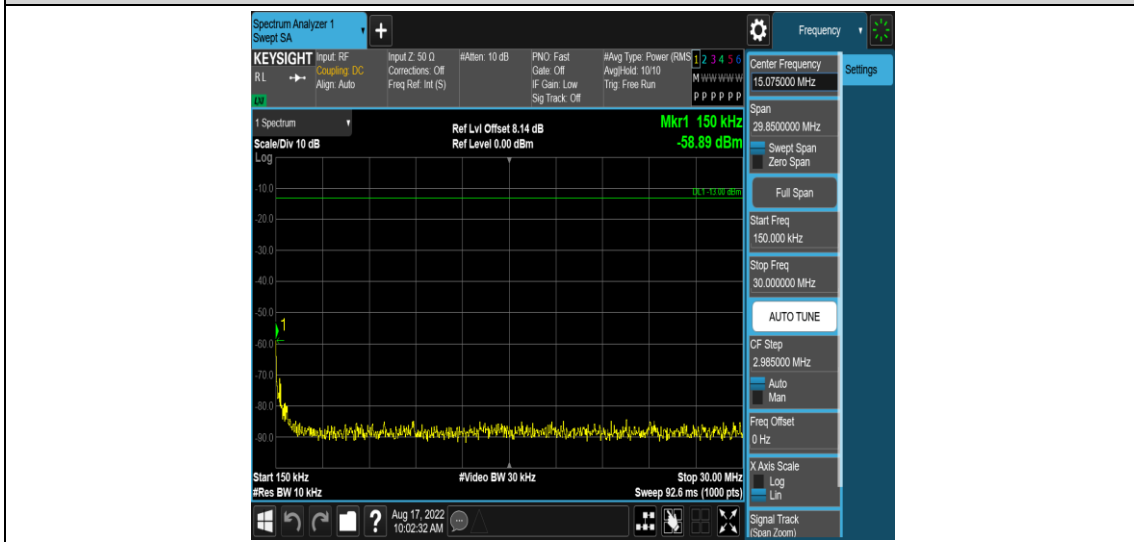 Spectrum Analyzer 1
Swept SA
+
Frequency
KEYSIGHT
RL
LXI
Input: RF
Coupling: DC
Align: Auto
Input Z: 50 Ω
Corrections: Off
Freq Ref: Int (S)
#Atten: 10 dB
PNO: Fast
Gate: Off
IF Gain: Low
Sig Track: Off
#Avg Type: Power (RMS
Avg|Hold: 10/10
Trig: Free Run
1 2 3 4 5 6
M W W W W W
P P P P P P
Center Frequency
15.075000 MHz
Settings
1 Spectrum
Scale/Div 10 dB
Log
Ref Lvl Offset 8.14 dB
Ref Level 0.00 dBm
Mkr1 150 kHz
-58.89 dBm
Span
29.8500000 MHz
Swept Span
Zero Span
Full Span
Start Freq
150.000 kHz
Stop Freq
30.000000 MHz
AUTO TUNE
CF Step
2.985000 MHz
Auto
Man
Freq Offset
0 Hz
X Axis Scale
Log
Lin
Signal Track
(Span Zoom)
DL1 -13.00 dBm
-10.0
-20.0
-30.0
-40.0
-50.0
1
-60.0
-70.0
-80.0
-90.0
Start 150 kHz
#Video BW 30 kHz
Stop 30.00 MHz
#Res BW 10 kHz
Sweep 92.6 ms (1000 pts)
?
Aug 17, 2022
10:02:32 AM